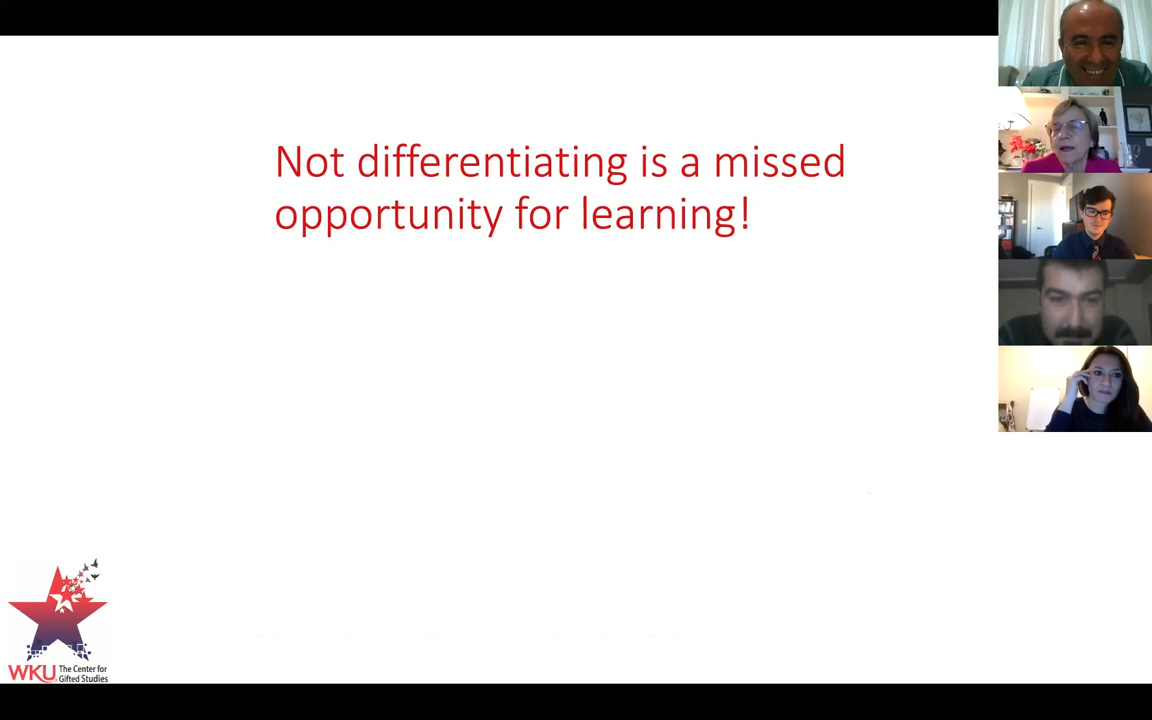 Not differentiating is a missed
opportunity for learning!
WKU The Center for
Gifted Studies